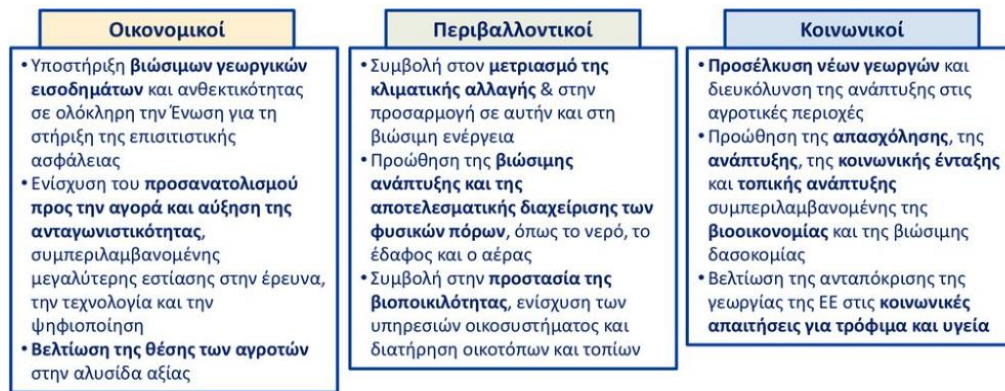 Οικονομικοί
• Υποστήριξη βιώσιμων γεωργικών
εισοδημάτων και ανθεκτικότητας
σε ολόκληρη την Ένωση για τη
στήριξη της επισιτιστικής
ασφάλειας
• Ενίσχυση του προσανατολισμού
προς την αγορά και αύξηση της
ανταγωνιστικότητας,
συμπεριλαμβανομένης
μεγαλύτερης εστίασης στην έρευνα,
την τεχνολογία και την
ψηφιοποίηση
• Βελτίωση της θέσης των αγροτών
στην αλυσίδα αξίας
Περιβαλλοντικοί
• Συμβολή στον μετριασμό της
κλιματικής αλλαγής & στην
προσαρμογή σε αυτήν και στη
βιώσιμη ενέργεια
• Προώθηση της βιώσιμης
ανάπτυξης και της
αποτελεσματικής διαχείρισης των
φυσικών πόρων, όπως το νερό, το
έδαφος και ο αέρας
• Συμβολή στην προστασία της
βιοποικιλότητας, ενίσχυση των
υπηρεσιών οικοσυστήματος και
διατήρηση οικοτόπων και τοπίων
Κοινωνικοί
• Προσέλκυση νέων γεωργών και
διευκόλυνση της ανάπτυξης στις
αγροτικές περιοχές
• Προώθηση της απασχόλησης, της
ανάπτυξης, της κοινωνικής ένταξης
και τοπικής ανάπτυξης
συμπεριλαμβανομένης της
βιοοικονομίας και της βιώσιμης
δασοκομίας
• Βελτίωση της ανταπόκρισης της
γεωργίας της ΕΕ στις κοινωνικές
απαιτήσεις για τρόφιμα και υγεία